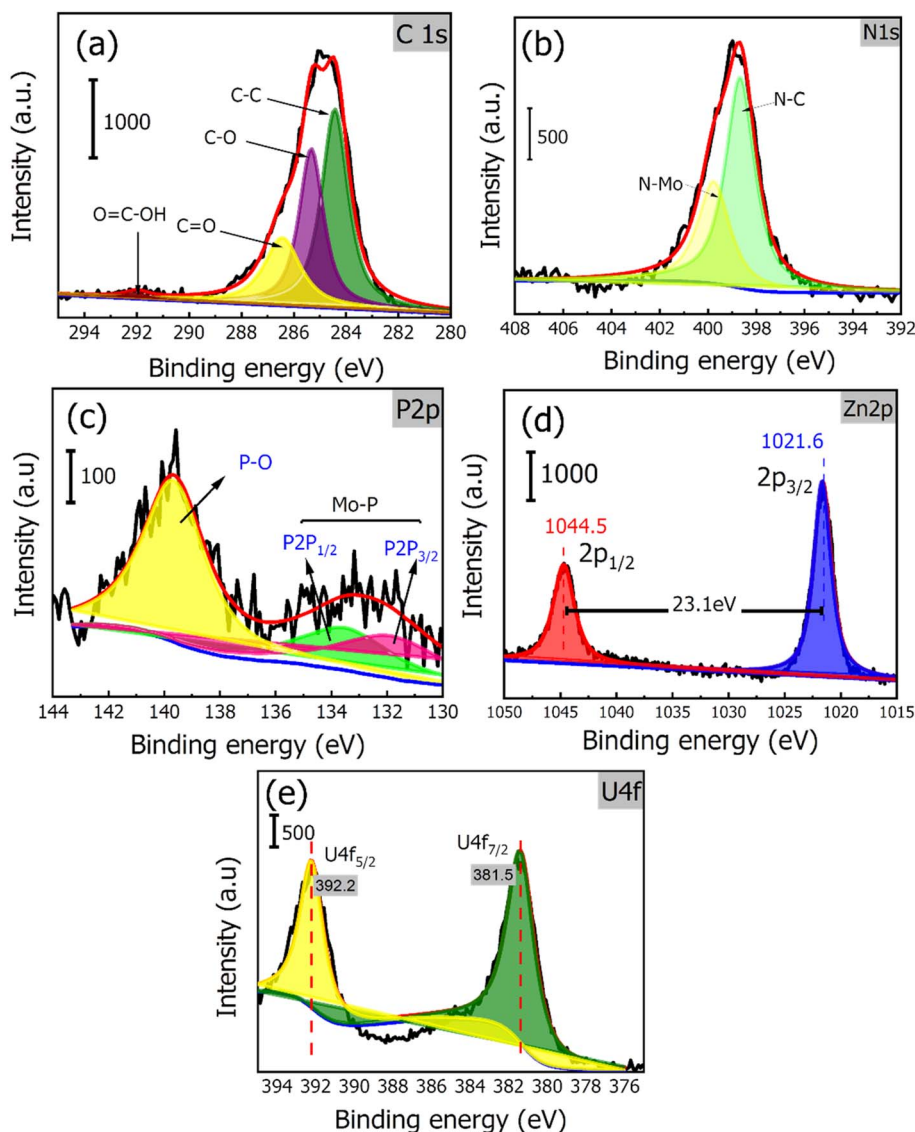 (a)
C 1s
1000
C-C
C-O
C=O
O=C-OH
Intensity (a.u.)
294 292 290 288 286 284 282 280
Binding energy (eV)
(b)
N1s
500
N-C
N-Mo
Intensity (a.u.)
408 406 404 402 400 398 396 394 392
Binding energy (eV)
(c)
P2p
100
P-O
Mo-P
P2P1/2
P2P3/2
Intensity (a.u)
144 142 140 138 136 134 132 130
Binding energy (eV)
(d)
Zn2p
1000
1021.6
2p3/2
1044.5
2p1/2
23.1eV
Intensity (a.u)
1050 1045 1040 1035 1030 1025 1020 1015
Binding energy (eV)
(e)
U4f
500
U4f5/2
392.2
U4f7/2
381.5
Intensity (a.u)
394 392 390 388 386 384 382 380 378 376
Binding energy (eV)